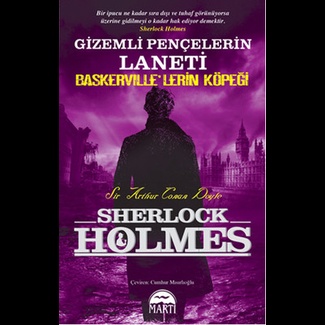 Bir ipucu ne kadar sıra dışı ve tuhaf görünüyorsa
üzerine gidilmeyi o kadar hak ediyor demektir.
Sherlock Holmes
GİZEMLİ PENÇELERİN
LANETİ
BASKERVILLE'LERİN KÖPEĞİ
Sir Arthur Conan Doyle
SHERLOCK
HOLMES
Çeviren: Cumhur Mısırlıoğlu
MARTI